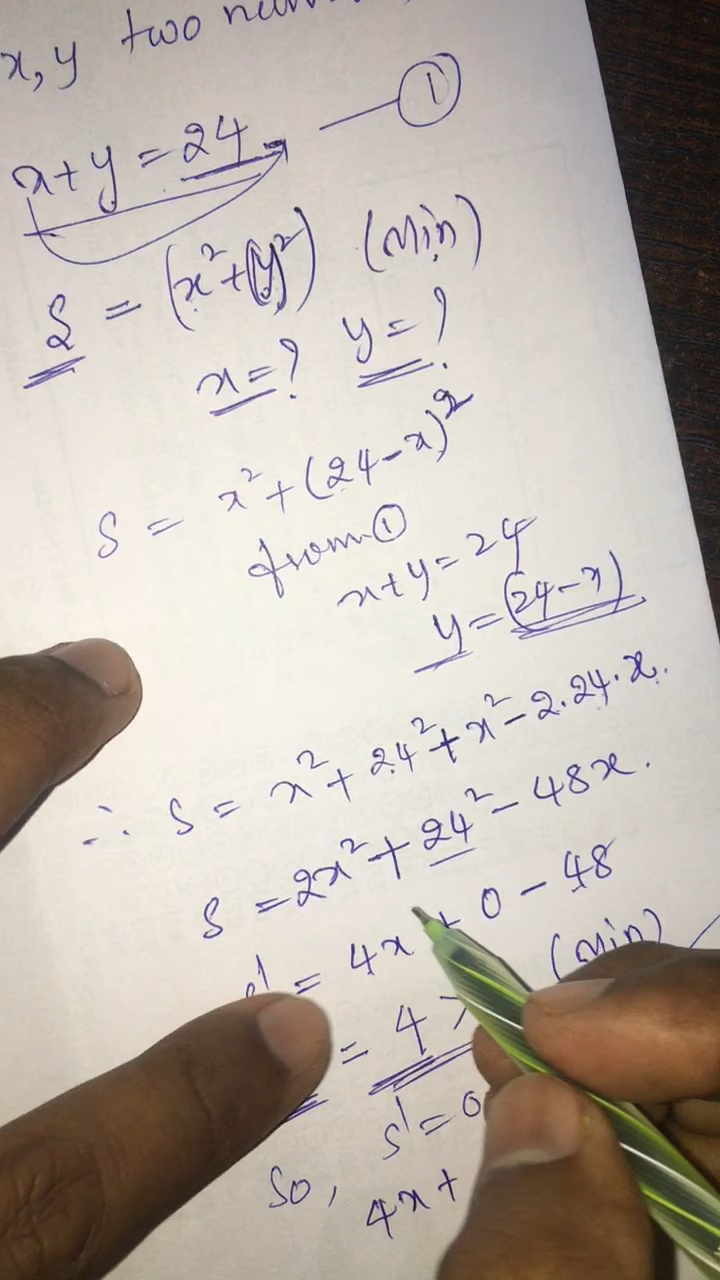 x, y two
x + y = 24 — ①
S = (x² + (y²)) (Min)
x = ? y = ?
S = x² + (24 - x)²
from ①
x + y = 24
y = (24 - x)
∴ S = x² + 24² + x² - 2.24.x.
S = 2x² + 24² - 48x.
= 4x + 0 - 48
= 4 (Min)
s' = 0
So, 4x +